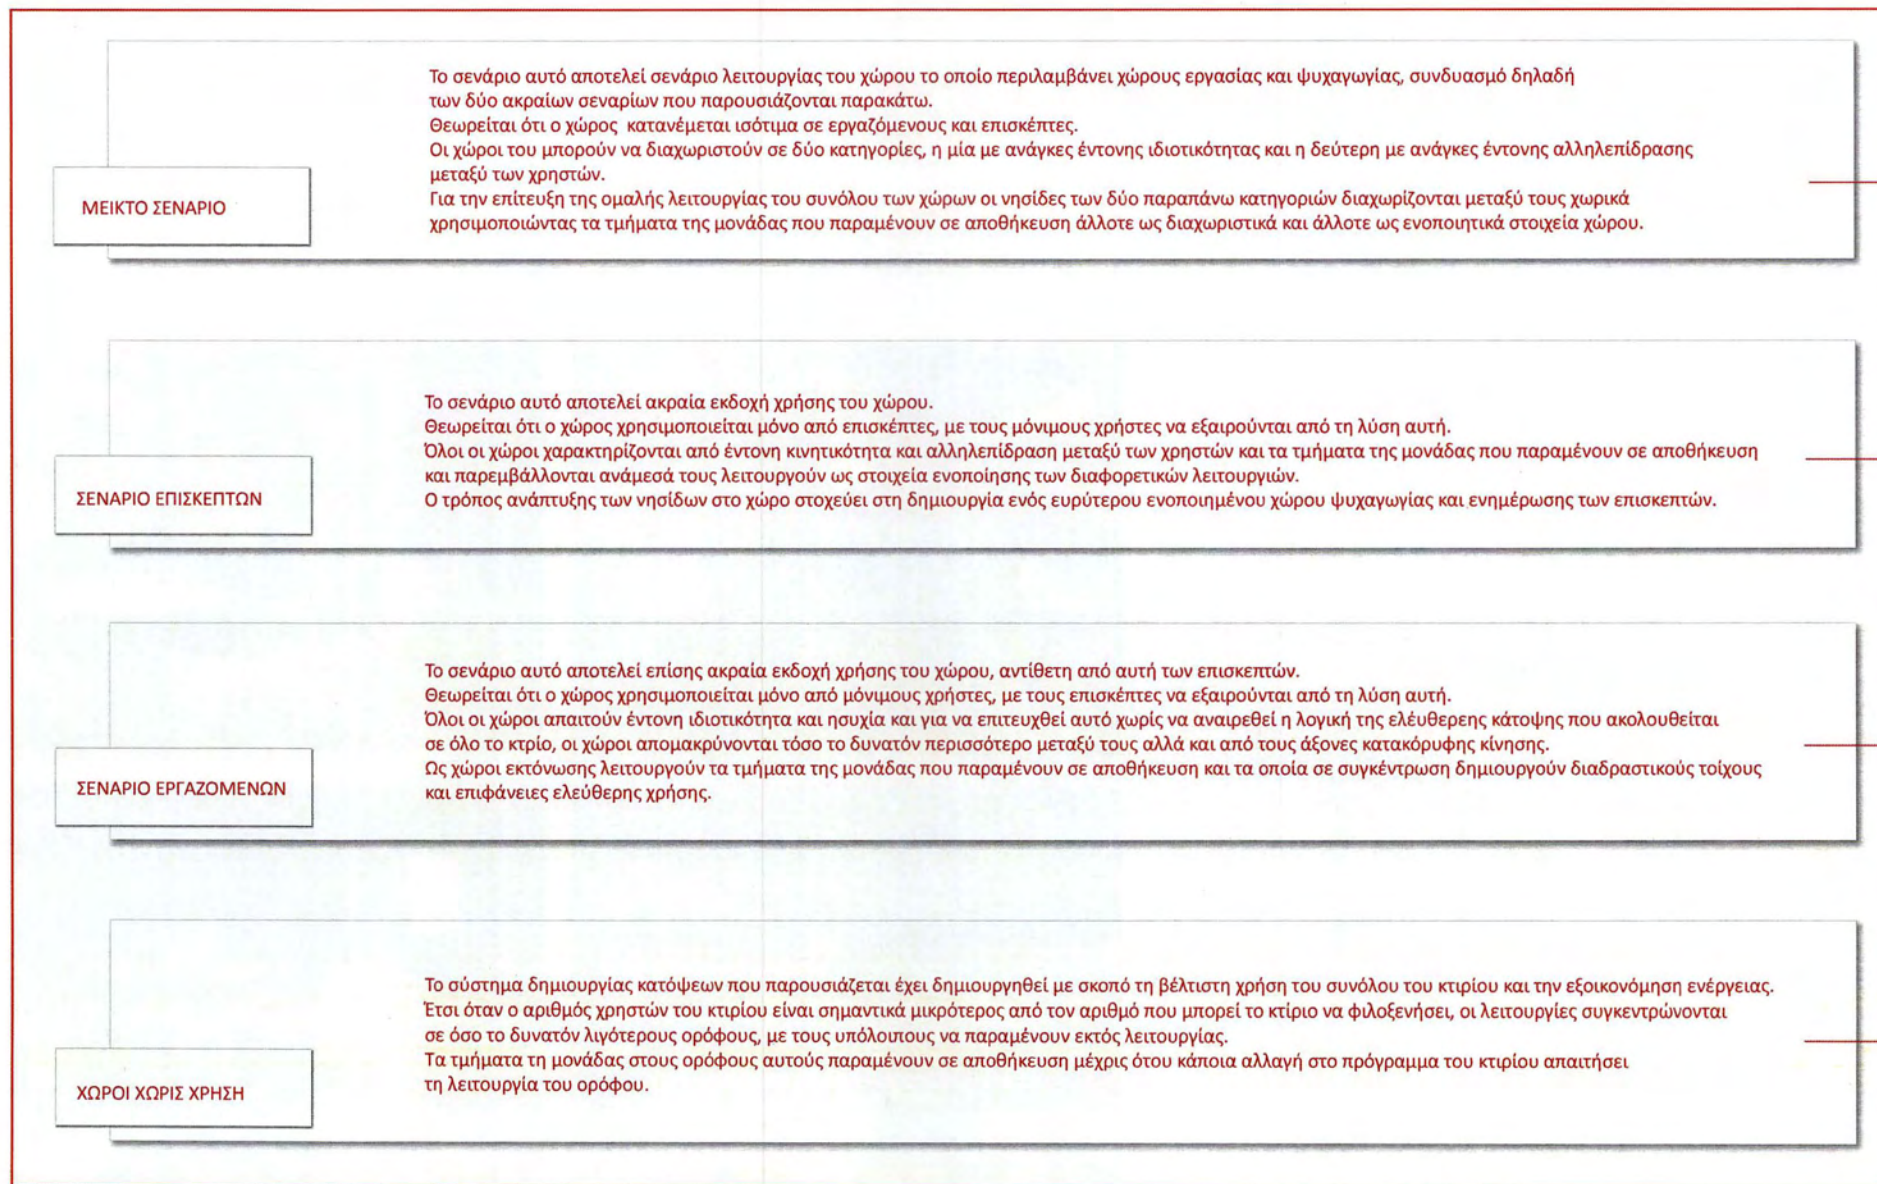 Το σενάριο αυτό αποτελεί σενάριο λειτουργίας του χώρου το οποίο περιλαμβάνει χώρους εργασίας και ψυχαγωγίας, συνδυασμό δηλαδή
των δύο ακραίων σεναρίων που παρουσιάζονται παρακάτω.
Θεωρείται ότι ο χώρος κατανέμεται ισότιμα σε εργαζόμενους και επισκέπτες.
Οι χώροι του μπορούν να διαχωριστούν σε δύο κατηγορίες, η μία με ανάγκες έντονης ιδιοτικότητας και η δεύτερη με ανάγκες έντονης αλληλεπίδρασης
μεταξύ των χρηστών.
Για την επίτευξη της ομαλής λειτουργίας του συνόλου των χώρων οι νησίδες των δύο παραπάνω κατηγοριών διαχωρίζονται μεταξύ τους χωρικά
χρησιμοποιώντας τα τμήματα της μονάδας που παραμένουν σε αποθήκευση άλλοτε ως διαχωριστικά και άλλοτε ως ενοποιητικά στοιχεία χώρου.
ΜΕΙΚΤΟ ΣΕΝΑΡΙΟ
Το σενάριο αυτό αποτελεί ακραία εκδοχή χρήσης του χώρου.
Θεωρείται ότι ο χώρος χρησιμοποιείται μόνο από επισκέπτες, με τους μόνιμους χρήστες να εξαιρούνται από τη λύση αυτή.
Όλοι οι χώροι χαρακτηρίζονται από έντονη κινητικότητα και αλληλεπίδραση μεταξύ των χρηστών και τα τμήματα της μονάδας που παραμένουν σε αποθήκευση
και παρεμβάλλονται ανάμεσά τους λειτουργούν ως στοιχεία ενοποίησης των διαφορετικών λειτουργιών.
Ο τρόπος ανάπτυξης των νησίδων στο χώρο στοχεύει στη δημιουργία ενός ευρύτερου ενοποιημένου χώρου ψυχαγωγίας και ενημέρωσης των επισκεπτών.
ΣΕΝΑΡΙΟ ΕΠΙΣΚΕΠΤΩΝ
Το σενάριο αυτό αποτελεί επίσης ακραία εκδοχή χρήσης του χώρου, αντίθετη από αυτή των επισκεπτών.
Θεωρείται ότι ο χώρος χρησιμοποιείται μόνο από μόνιμους χρήστες, με τους επισκέπτες να εξαιρούνται από τη λύση αυτή.
Όλοι οι χώροι απαιτούν έντονη ιδιοτικότητα και ησυχία και για να επιτευχθεί αυτό χωρίς να αναιρεθεί η λογική της ελέυθερεης κάτοψης που ακολουθείται
σε όλο το κτρίο, οι χώροι απομακρύνονται τόσο το δυνατόν περισσότερο μεταξύ τους αλλά και από τους άξονες κατακόρυφης κίνησης.
Ως χώροι εκτόνωσης λειτουργούν τα τμήματα της μονάδας που παραμένουν σε αποθήκευση και τα οποία σε συγκέντρωση δημιουργούν διαδραστικούς τοίχους
και επιφάνειες ελεύθερης χρήσης.
ΣΕΝΑΡΙΟ ΕΡΓΑΖΟΜΕΝΩΝ
Το σύστημα δημιουργίας κατόψεων που παρουσιάζεται έχει δημιουργηθεί με σκοπό τη βέλτιστη χρήση του συνόλου του κτιρίου και την εξοικονόμηση ενέργειας.
Έτσι όταν ο αριθμός χρηστών του κτιρίου είναι σημαντικά μικρότερος από τον αριθμό που μπορεί το κτίριο να φιλοξενήσει, οι λειτουργίες συγκεντρώνονται
σε όσο το δυνατόν λιγότερους ορόφους, με τους υπόλοιπους να παραμένουν εκτός λειτουργίας.
Τα τμήματα τη μονάδας στους ορόφους αυτούς παραμένουν σε αποθήκευση μέχρις ότου κάποια αλλαγή στο πρόγραμμα του κτιρίου απαιτήσει
τη λειτουργία του ορόφου.
ΧΩΡΟΙ ΧΩΡΙΣ ΧΡΗΣΗ